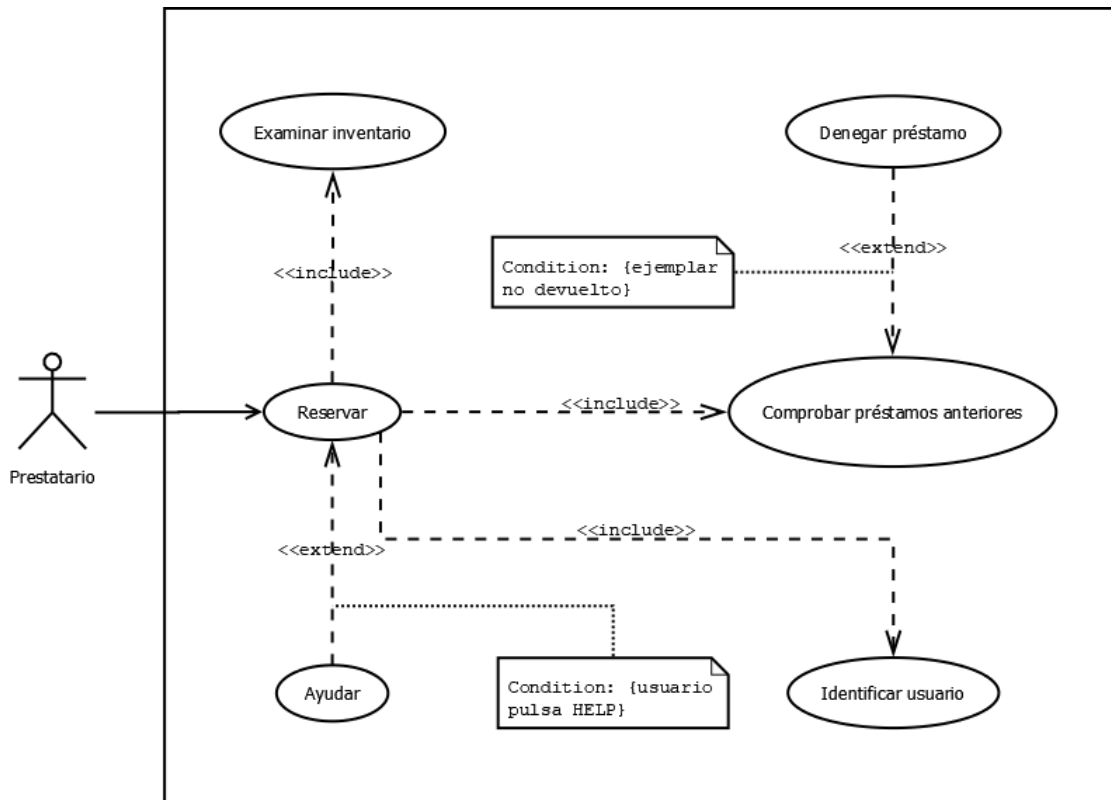 Examinar inventario
Denegar préstamo
<<extend>>
Condition: {ejemplar
no devuelto}
<<include>>
Prestatario
Reservar
<<include>>
Comprobar préstamos anteriores
<<include>>
<<extend>>
Ayudar
Condition: {usuario
pulsa HELP}
Identificar usuario